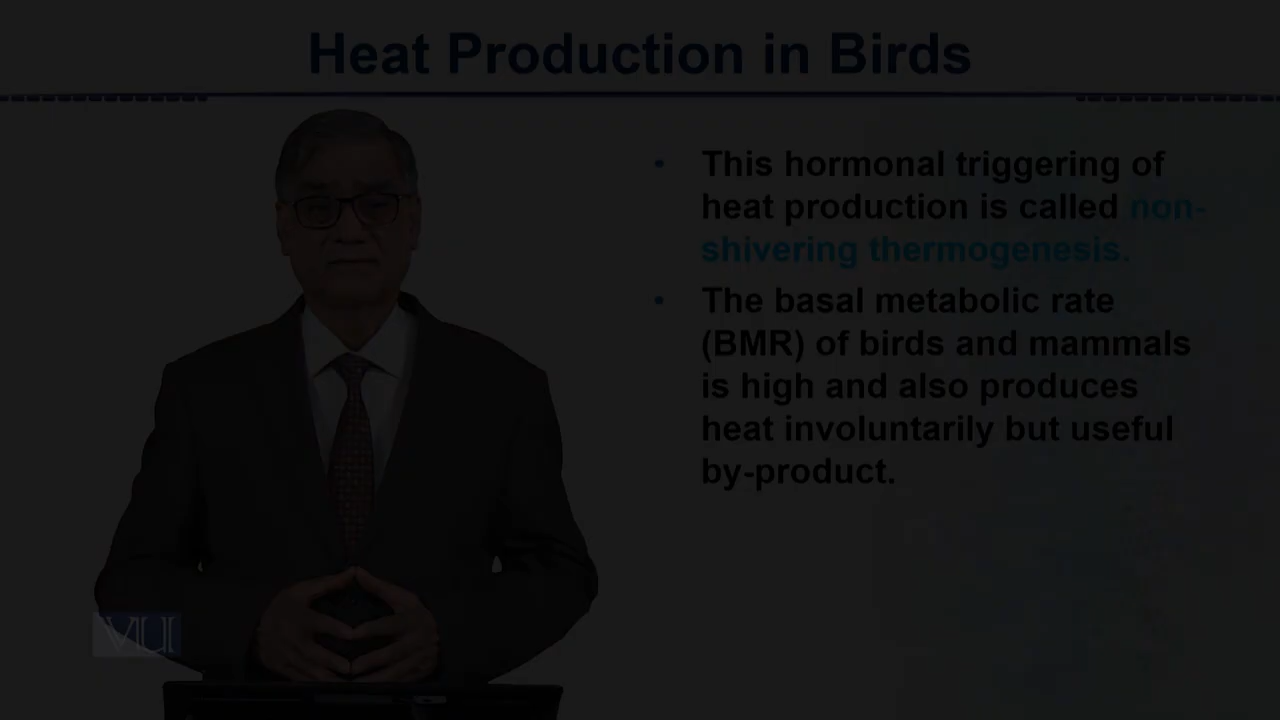 Heat Production in Birds
• This hormonal triggering of
heat production is called non-
shivering thermogenesis.
• The basal metabolic rate
(BMR) of birds and mammals
is high and also produces
heat involuntarily but useful
by-product.
VU